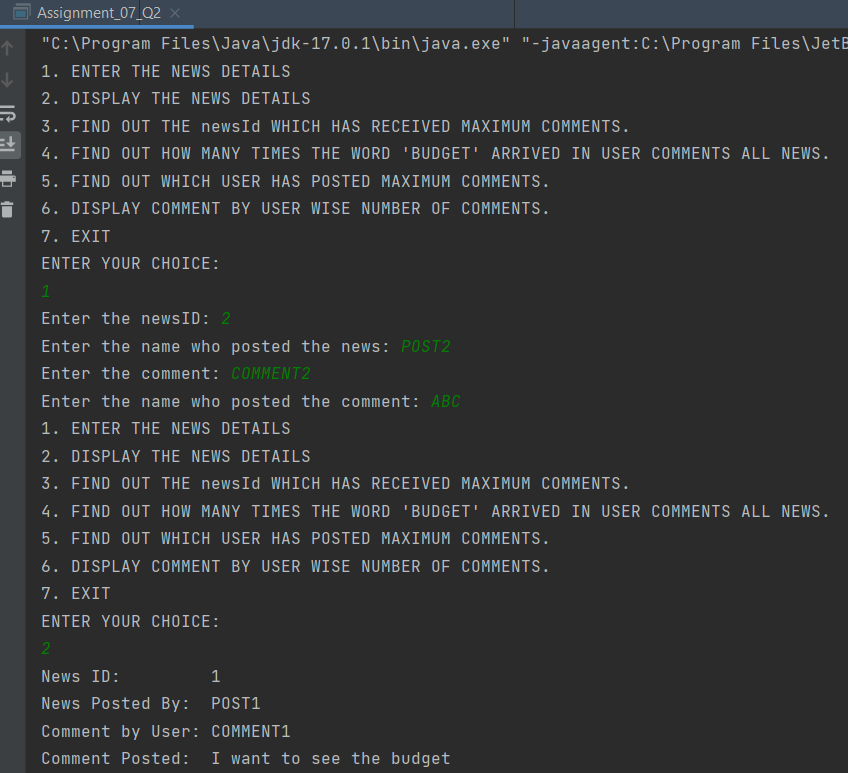 Assignment_07_Q2
"C:\Program Files\Java\jdk-17.0.1\bin\java.exe" "-javaagent:C:\Program Files\JetB
1. ENTER THE NEWS DETAILS
2. DISPLAY THE NEWS DETAILS
3. FIND OUT THE newsId WHICH HAS RECEIVED MAXIMUM COMMENTS.
4. FIND OUT HOW MANY TIMES THE WORD 'BUDGET' ARRIVED IN USER COMMENTS ALL NEWS.
5. FIND OUT WHICH USER HAS POSTED MAXIMUM COMMENTS.
6. DISPLAY COMMENT BY USER WISE NUMBER OF COMMENTS.
7. EXIT
ENTER YOUR CHOICE:
1
Enter the newsID: 2
Enter the name who posted the news: POST2
Enter the comment: COMMENT2
Enter the name who posted the comment: ABC
1. ENTER THE NEWS DETAILS
2. DISPLAY THE NEWS DETAILS
3. FIND OUT THE newsId WHICH HAS RECEIVED MAXIMUM COMMENTS.
4. FIND OUT HOW MANY TIMES THE WORD 'BUDGET' ARRIVED IN USER COMMENTS ALL NEWS.
5. FIND OUT WHICH USER HAS POSTED MAXIMUM COMMENTS.
6. DISPLAY COMMENT BY USER WISE NUMBER OF COMMENTS.
7. EXIT
ENTER YOUR CHOICE:
2
News ID: 1
News Posted By: POST1
Comment by User: COMMENT1
Comment Posted: I want to see the budget